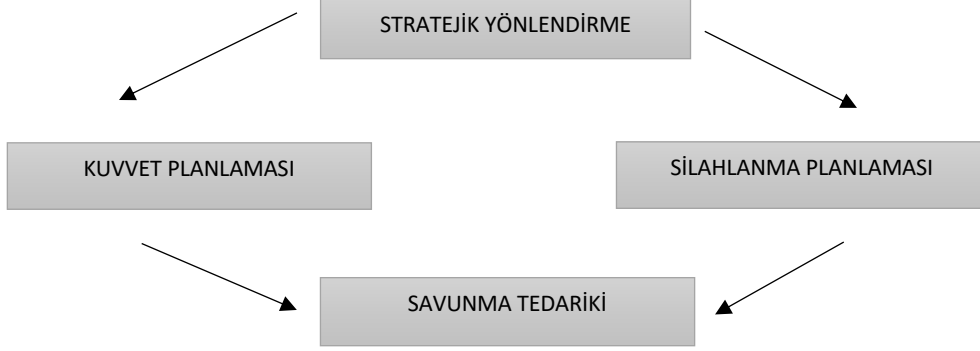 STRATEJİK YÖNLENDİRME
KUVVET PLANLAMASI
SİLAHLANMA PLANLAMASI
SAVUNMA TEDARİKİ